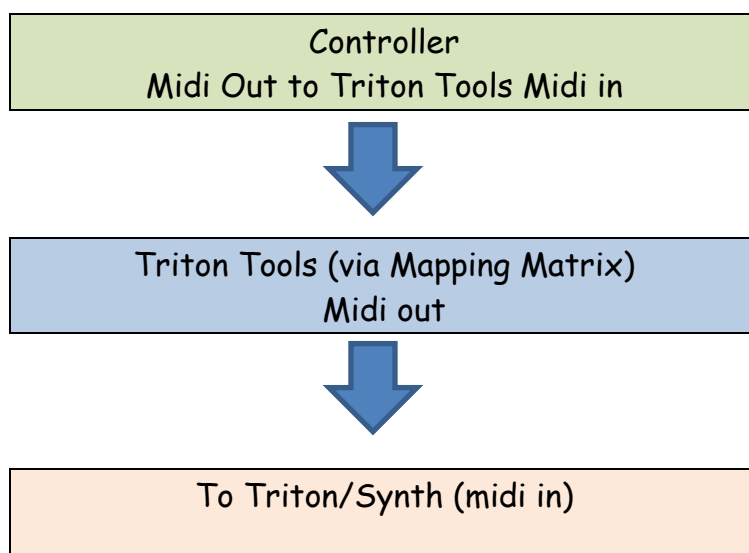 Controller
Midi Out to Triton Tools Midi in
Triton Tools (via Mapping Matrix)
Midi out
To Triton/Synth (midi in)